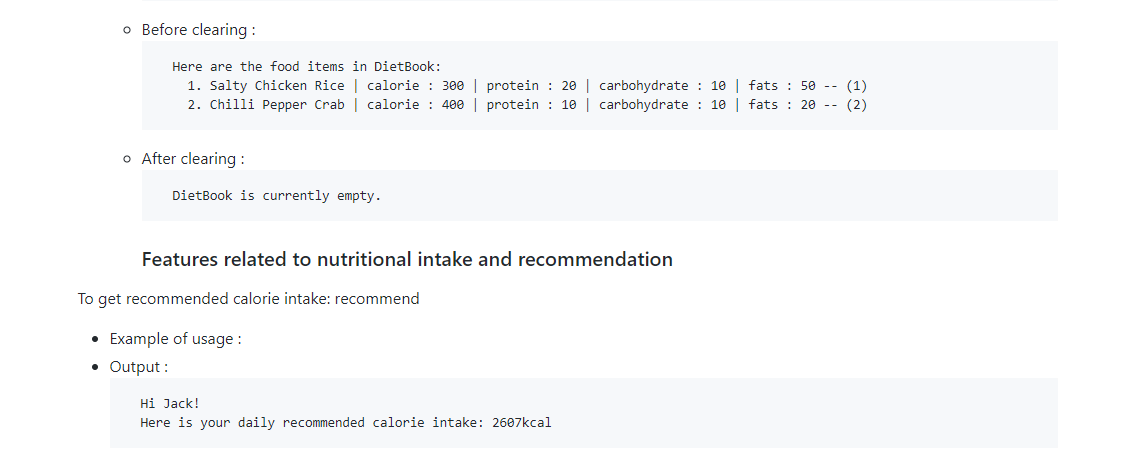 Before clearing :
Here are the food items in DietBook:
1. Salty Chicken Rice | calorie : 300 | protein : 20 | carbohydrate : 10 | fats : 50 -- (1)
2. Chilli Pepper Crab | calorie : 400 | protein : 10 | carbohydrate : 10 | fats : 20 -- (2)
After clearing :
DietBook is currently empty.
Features related to nutritional intake and recommendation
To get recommended calorie intake: recommend
Example of usage :
Output :
Hi Jack!
Here is your daily recommended calorie intake: 2607kcal